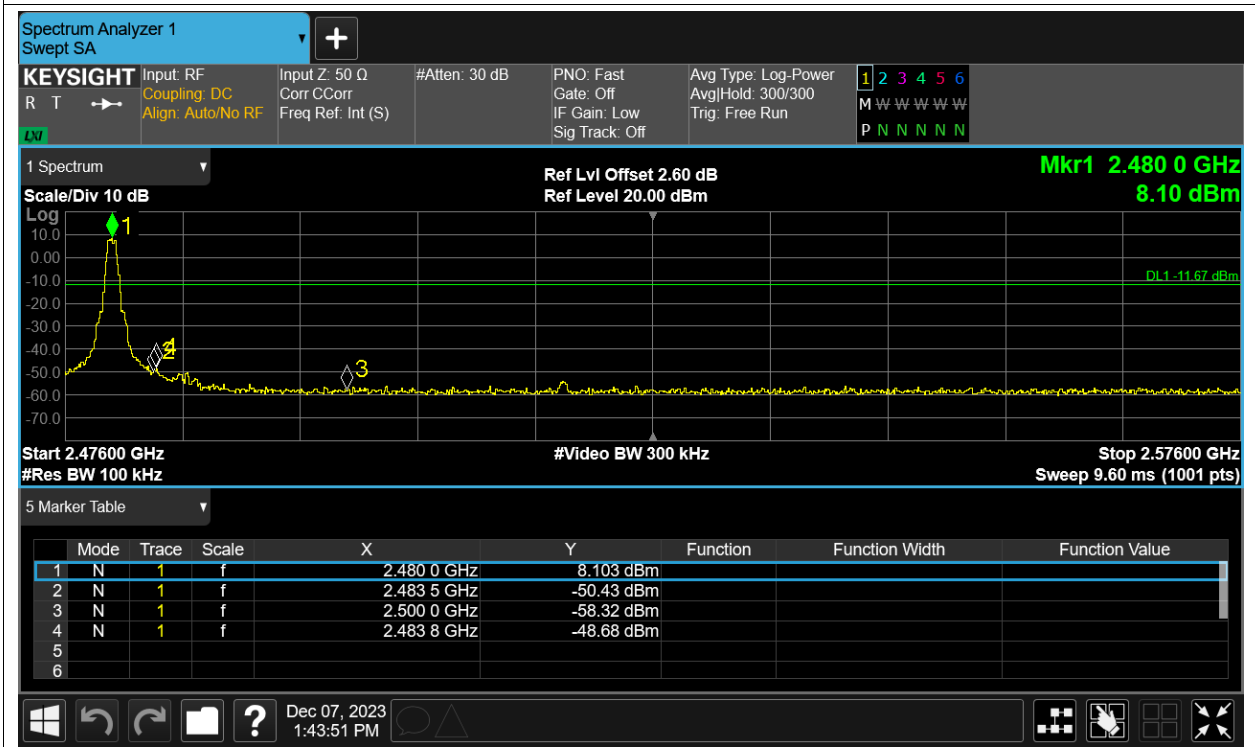 Spectrum Analyzer 1
Swept SA
KEYSIGHT
R T
LXI
Input: RF
Coupling: DC
Align: Auto/No RF
Input Z: 50 Ω
Corr CCorr
Freq Ref: Int (S)
#Atten: 30 dB
PNO: Fast
Gate: Off
IF Gain: Low
Sig Track: Off
Avg Type: Log-Power
Avg|Hold: 300/300
Trig: Free Run
1 2 3 4 5 6
M W W W W W
P N N N N N
1 Spectrum
Scale/Div 10 dB
Ref Lvl Offset 2.60 dB
Ref Level 20.00 dBm
Mkr1 2.480 0 GHz
8.10 dBm
Log
10.0
0.00
-10.0
-20.0
-30.0
-40.0
-50.0
-60.0
-70.0
1
2
4
3
DL1 -11.67 dBm
Start 2.47600 GHz
#Video BW 300 kHz
Stop 2.57600 GHz
#Res BW 100 kHz
Sweep 9.60 ms (1001 pts)
5 Marker Table
Mode Trace Scale X Y Function Function Width Function Value
1 N 1 f 2.480 0 GHz 8.103 dBm
2 N 1 f 2.483 5 GHz -50.43 dBm
3 N 1 f 2.500 0 GHz -58.32 dBm
4 N 1 f 2.483 8 GHz -48.68 dBm
5
6
?
Dec 07, 2023
1:43:51 PM